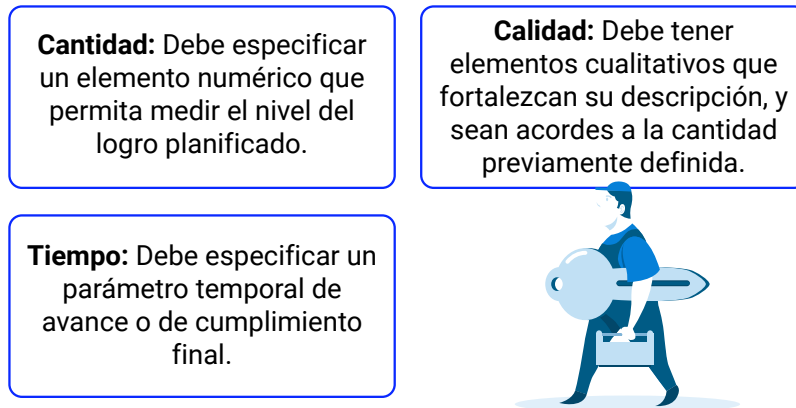 Cantidad: Debe especificar
un elemento numérico que
permita medir el nivel del
logro planificado.
Calidad: Debe tener
elementos cualitativos que
fortalezcan su descripción, y
sean acordes a la cantidad
previamente definida.
Tiempo: Debe especificar un
parámetro temporal de
avance o de cumplimiento
final.